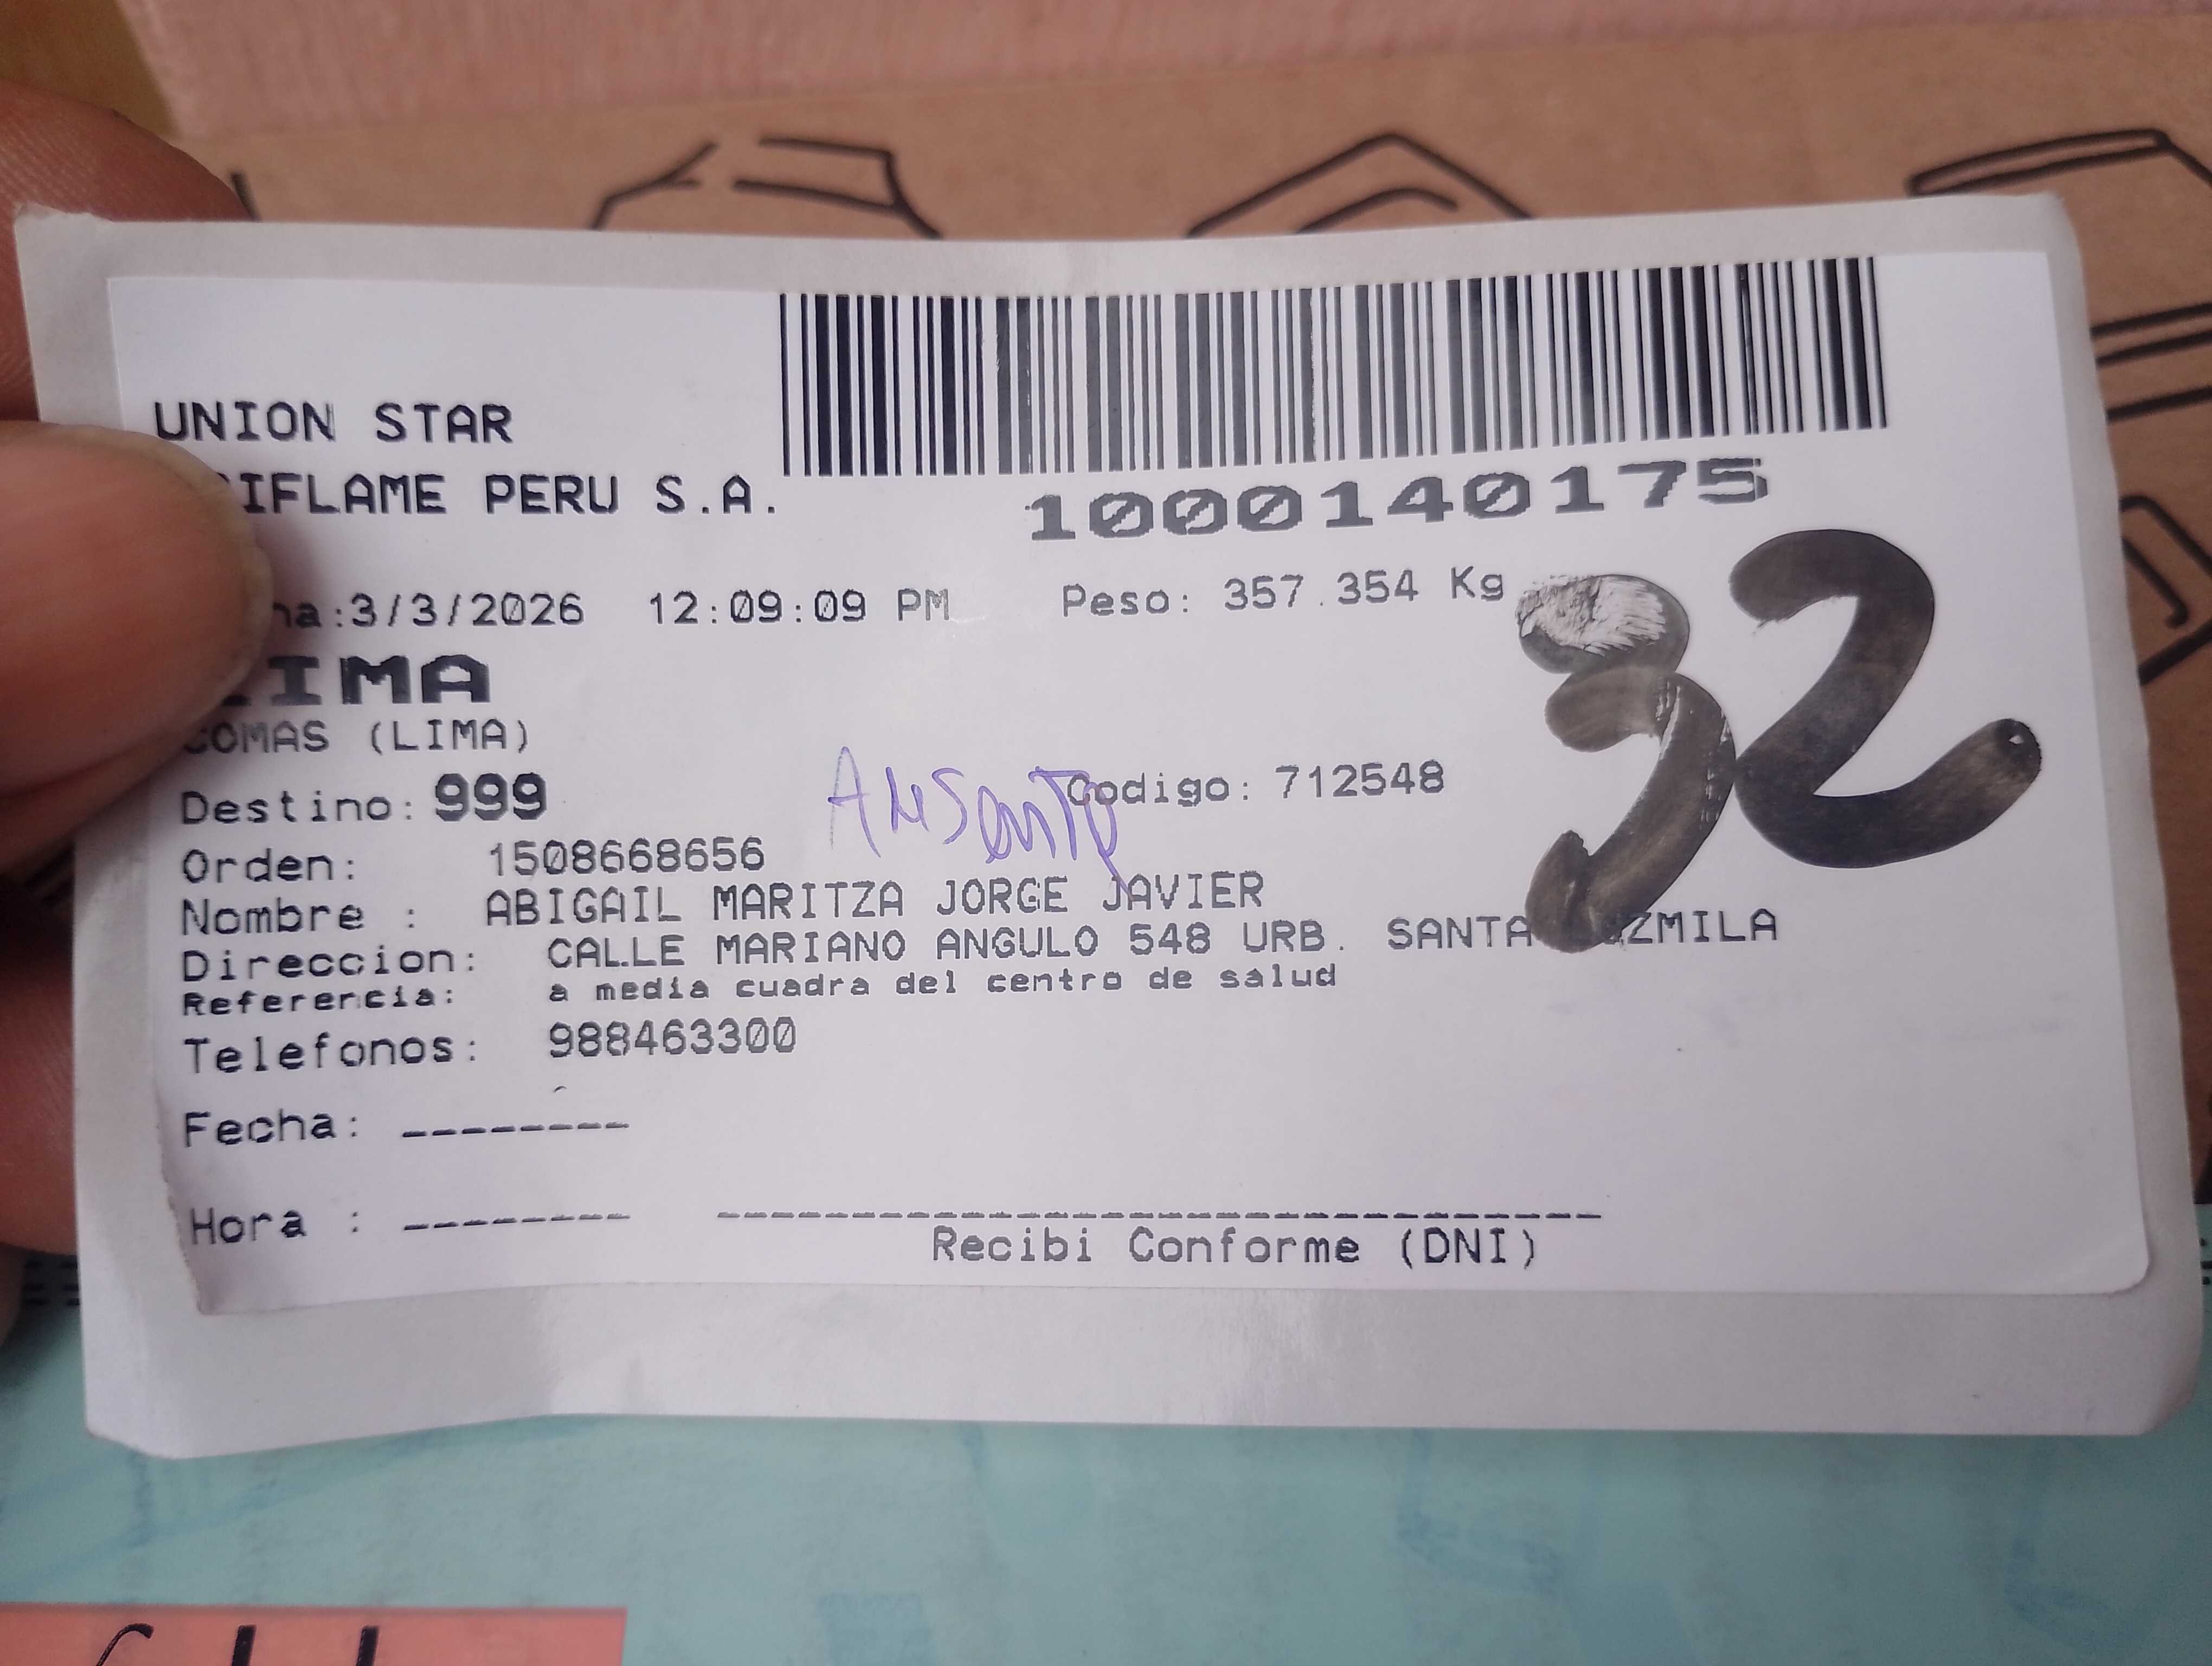 UNION STAR
IFLAME PERU S.A.
1000140175
ha:3/3/2026 12:09:09 PM Peso: 357.354 Kg
32
IMA
COMAS (LIMA)
Destino: 999
Ausente
Codigo: 712548
Orden: 1508668656
Nombre : ABIGAIL MARITZA JORGE JAVIER
Direccion: CALLE MARIANO ANGULO 548 URB. SANTA ZMILA
Referencia: a media cuadra del centro de salud
Telefonos: 988463300
Fecha: --------
Hora : --------
Recibi Conforme (DNI)